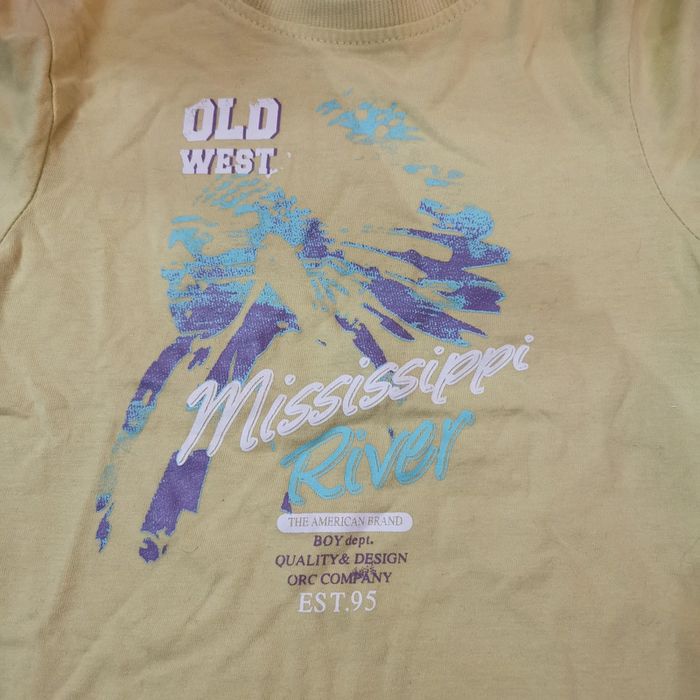 OLD
WEST
Mississippi
River
THE AMERICAN BRAND
BOY dept.
QUALITY& DESIGN
ORC COMPANY
EST.95